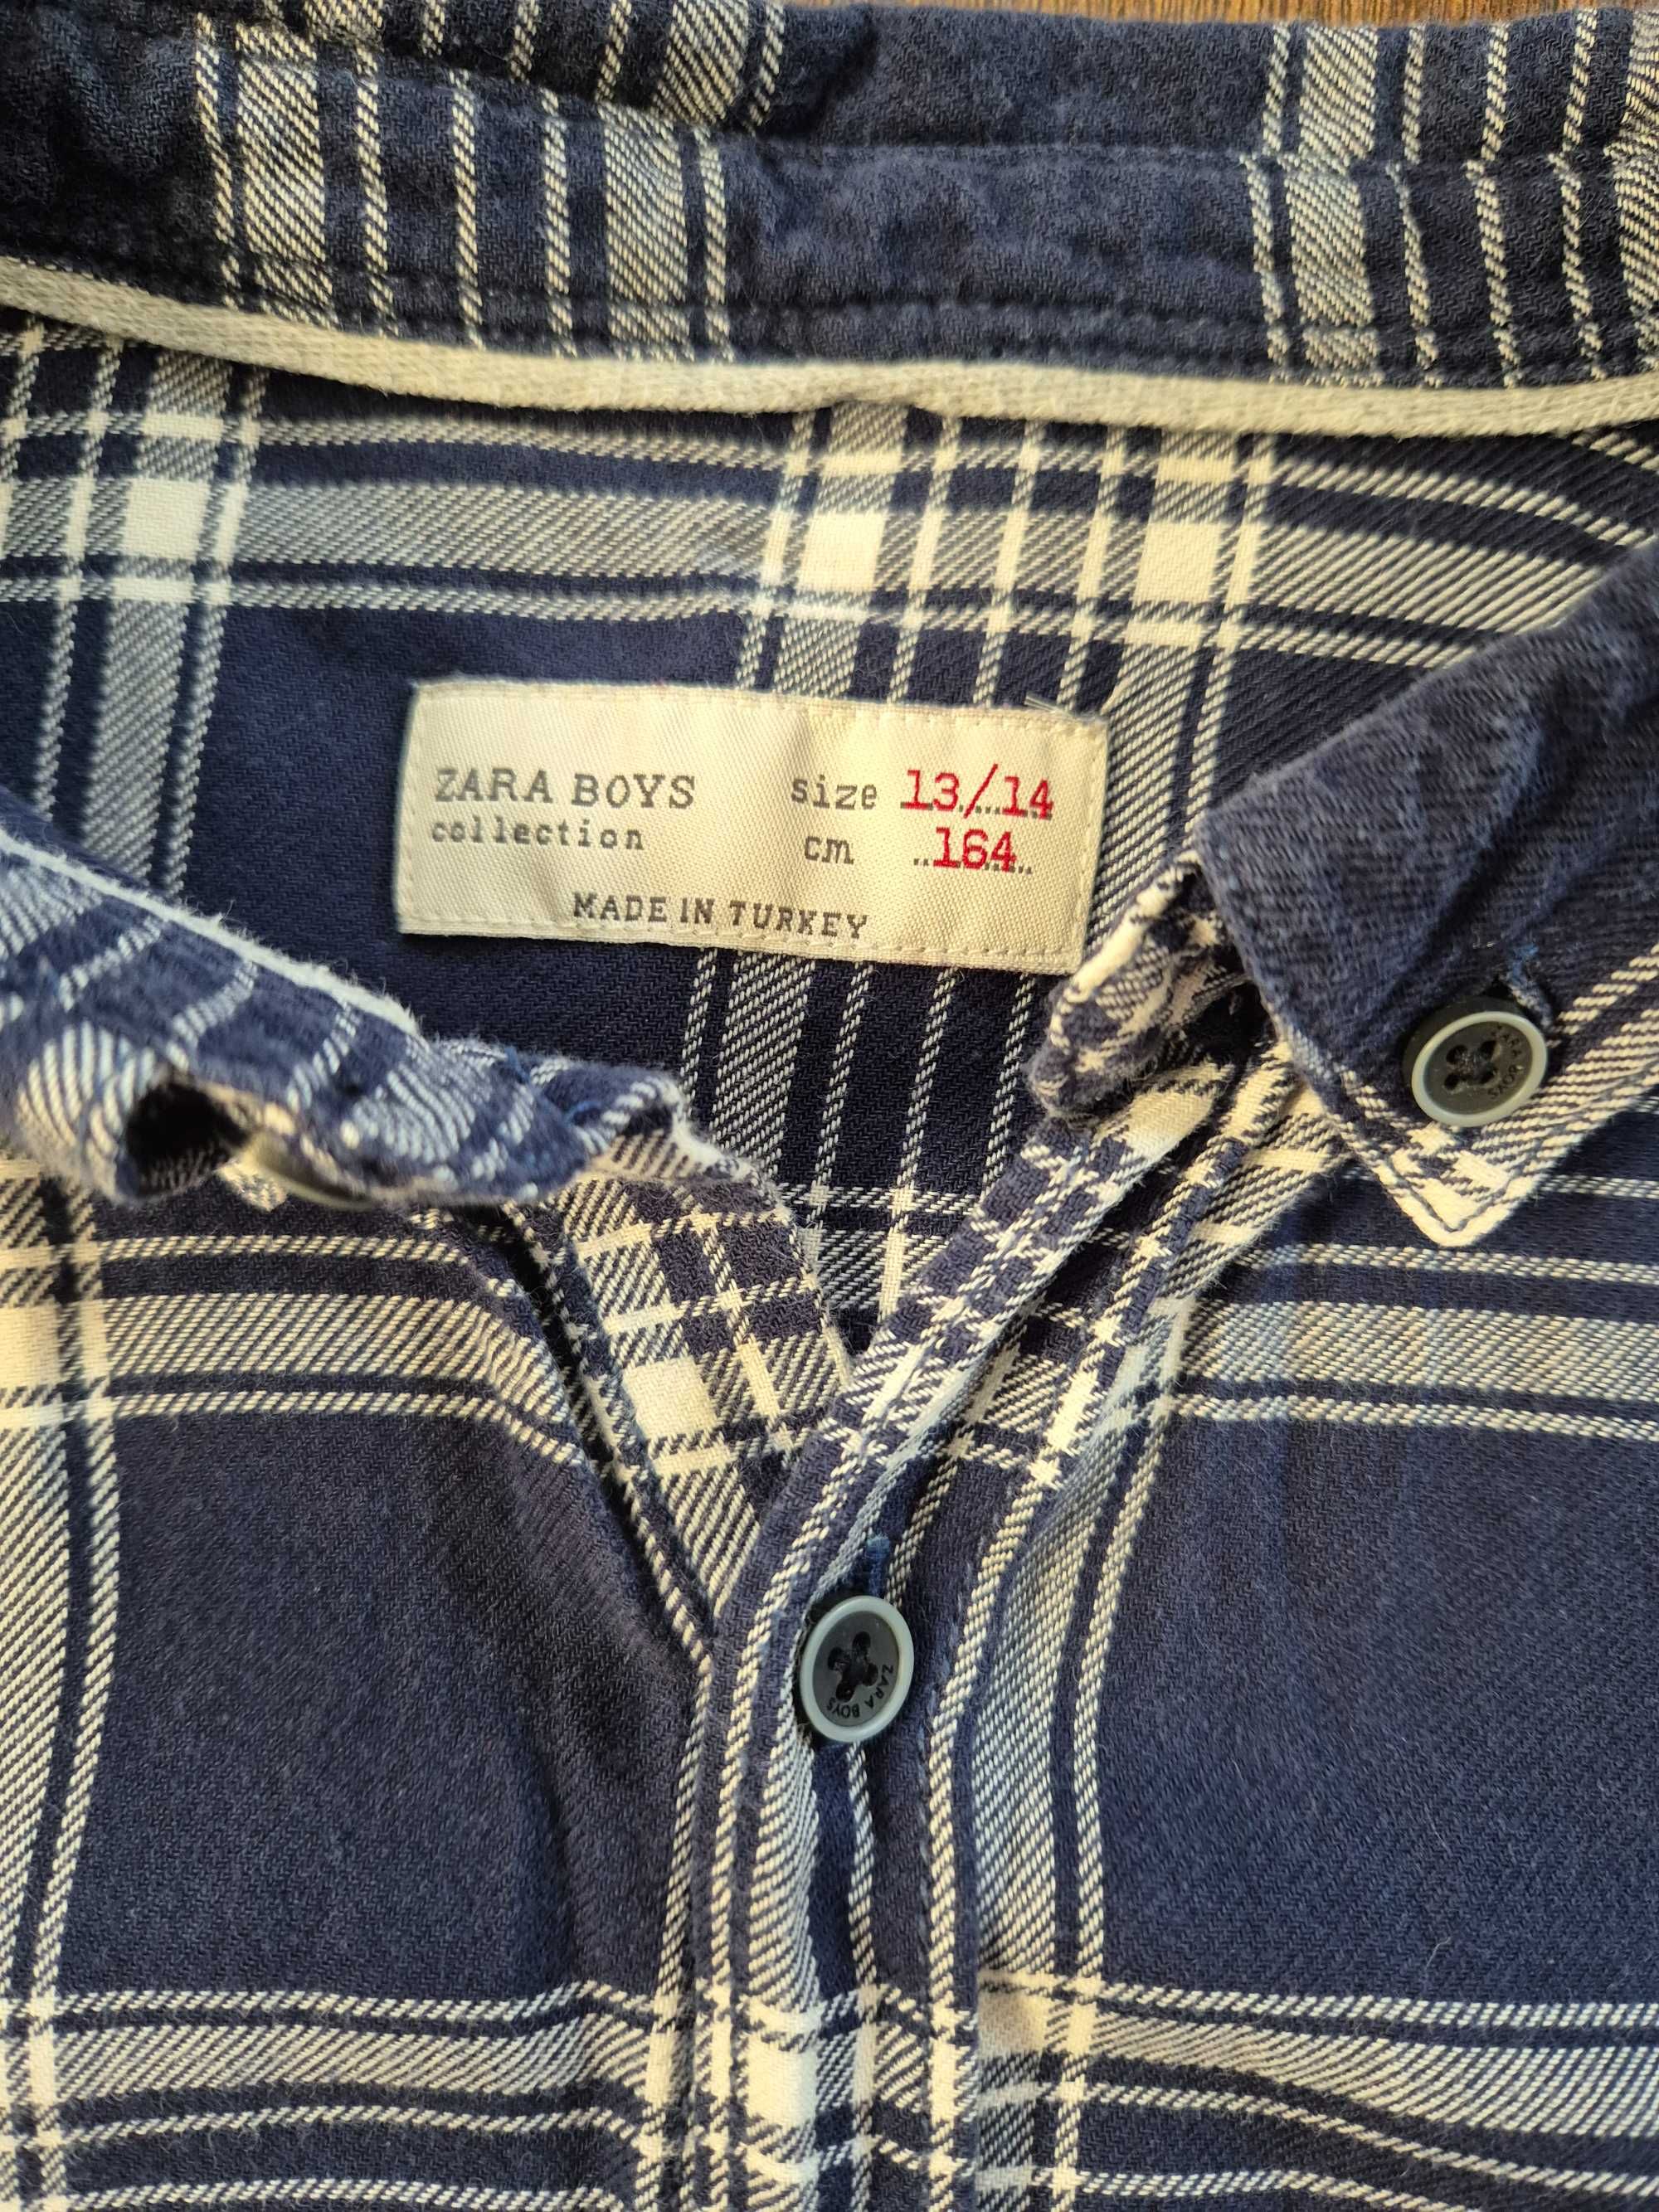 ZARA BOYS size 13/14
collection cm 164
MADE IN TURKEY
ZARA BOYS
ZARA BOYS